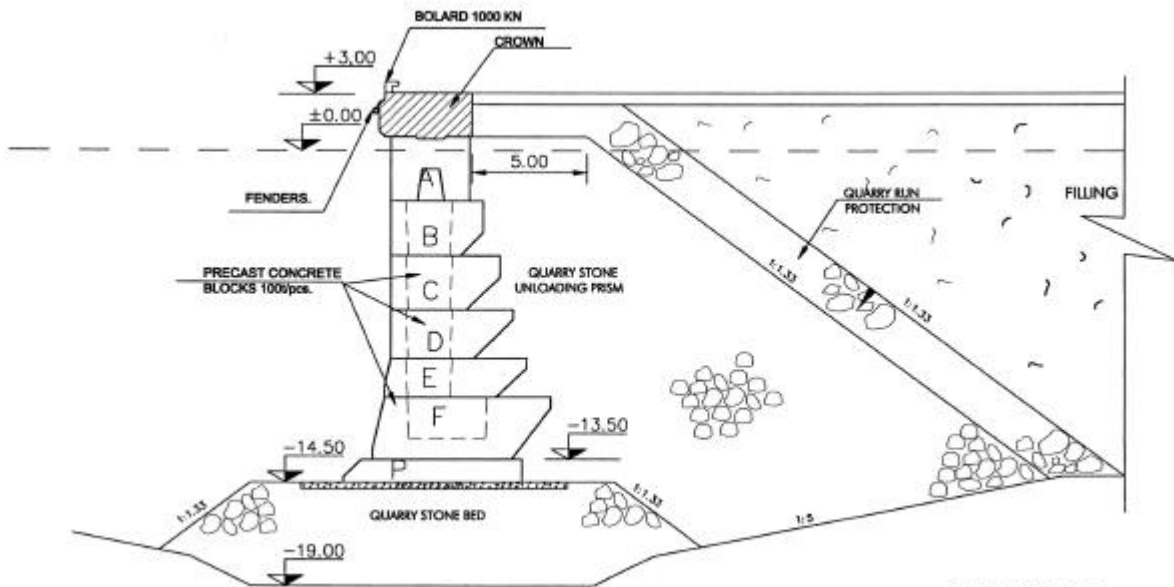 BOLARD 1000 KN
CROWN
+3,00
±0.00
5.00
FENDERS.
A
B
C
D
E
F
P
PRECAST CONCRETE
BLOCKS 100t/pcs.
QUARRY STONE
UNLOADING PRISM
QUARRY RUN
PROTECTION
FILLING
1:1.33
1:1.33
-14.50
-13.50
1:1.33
1:1.33
QUARRY STONE BED
1:5
-19.00